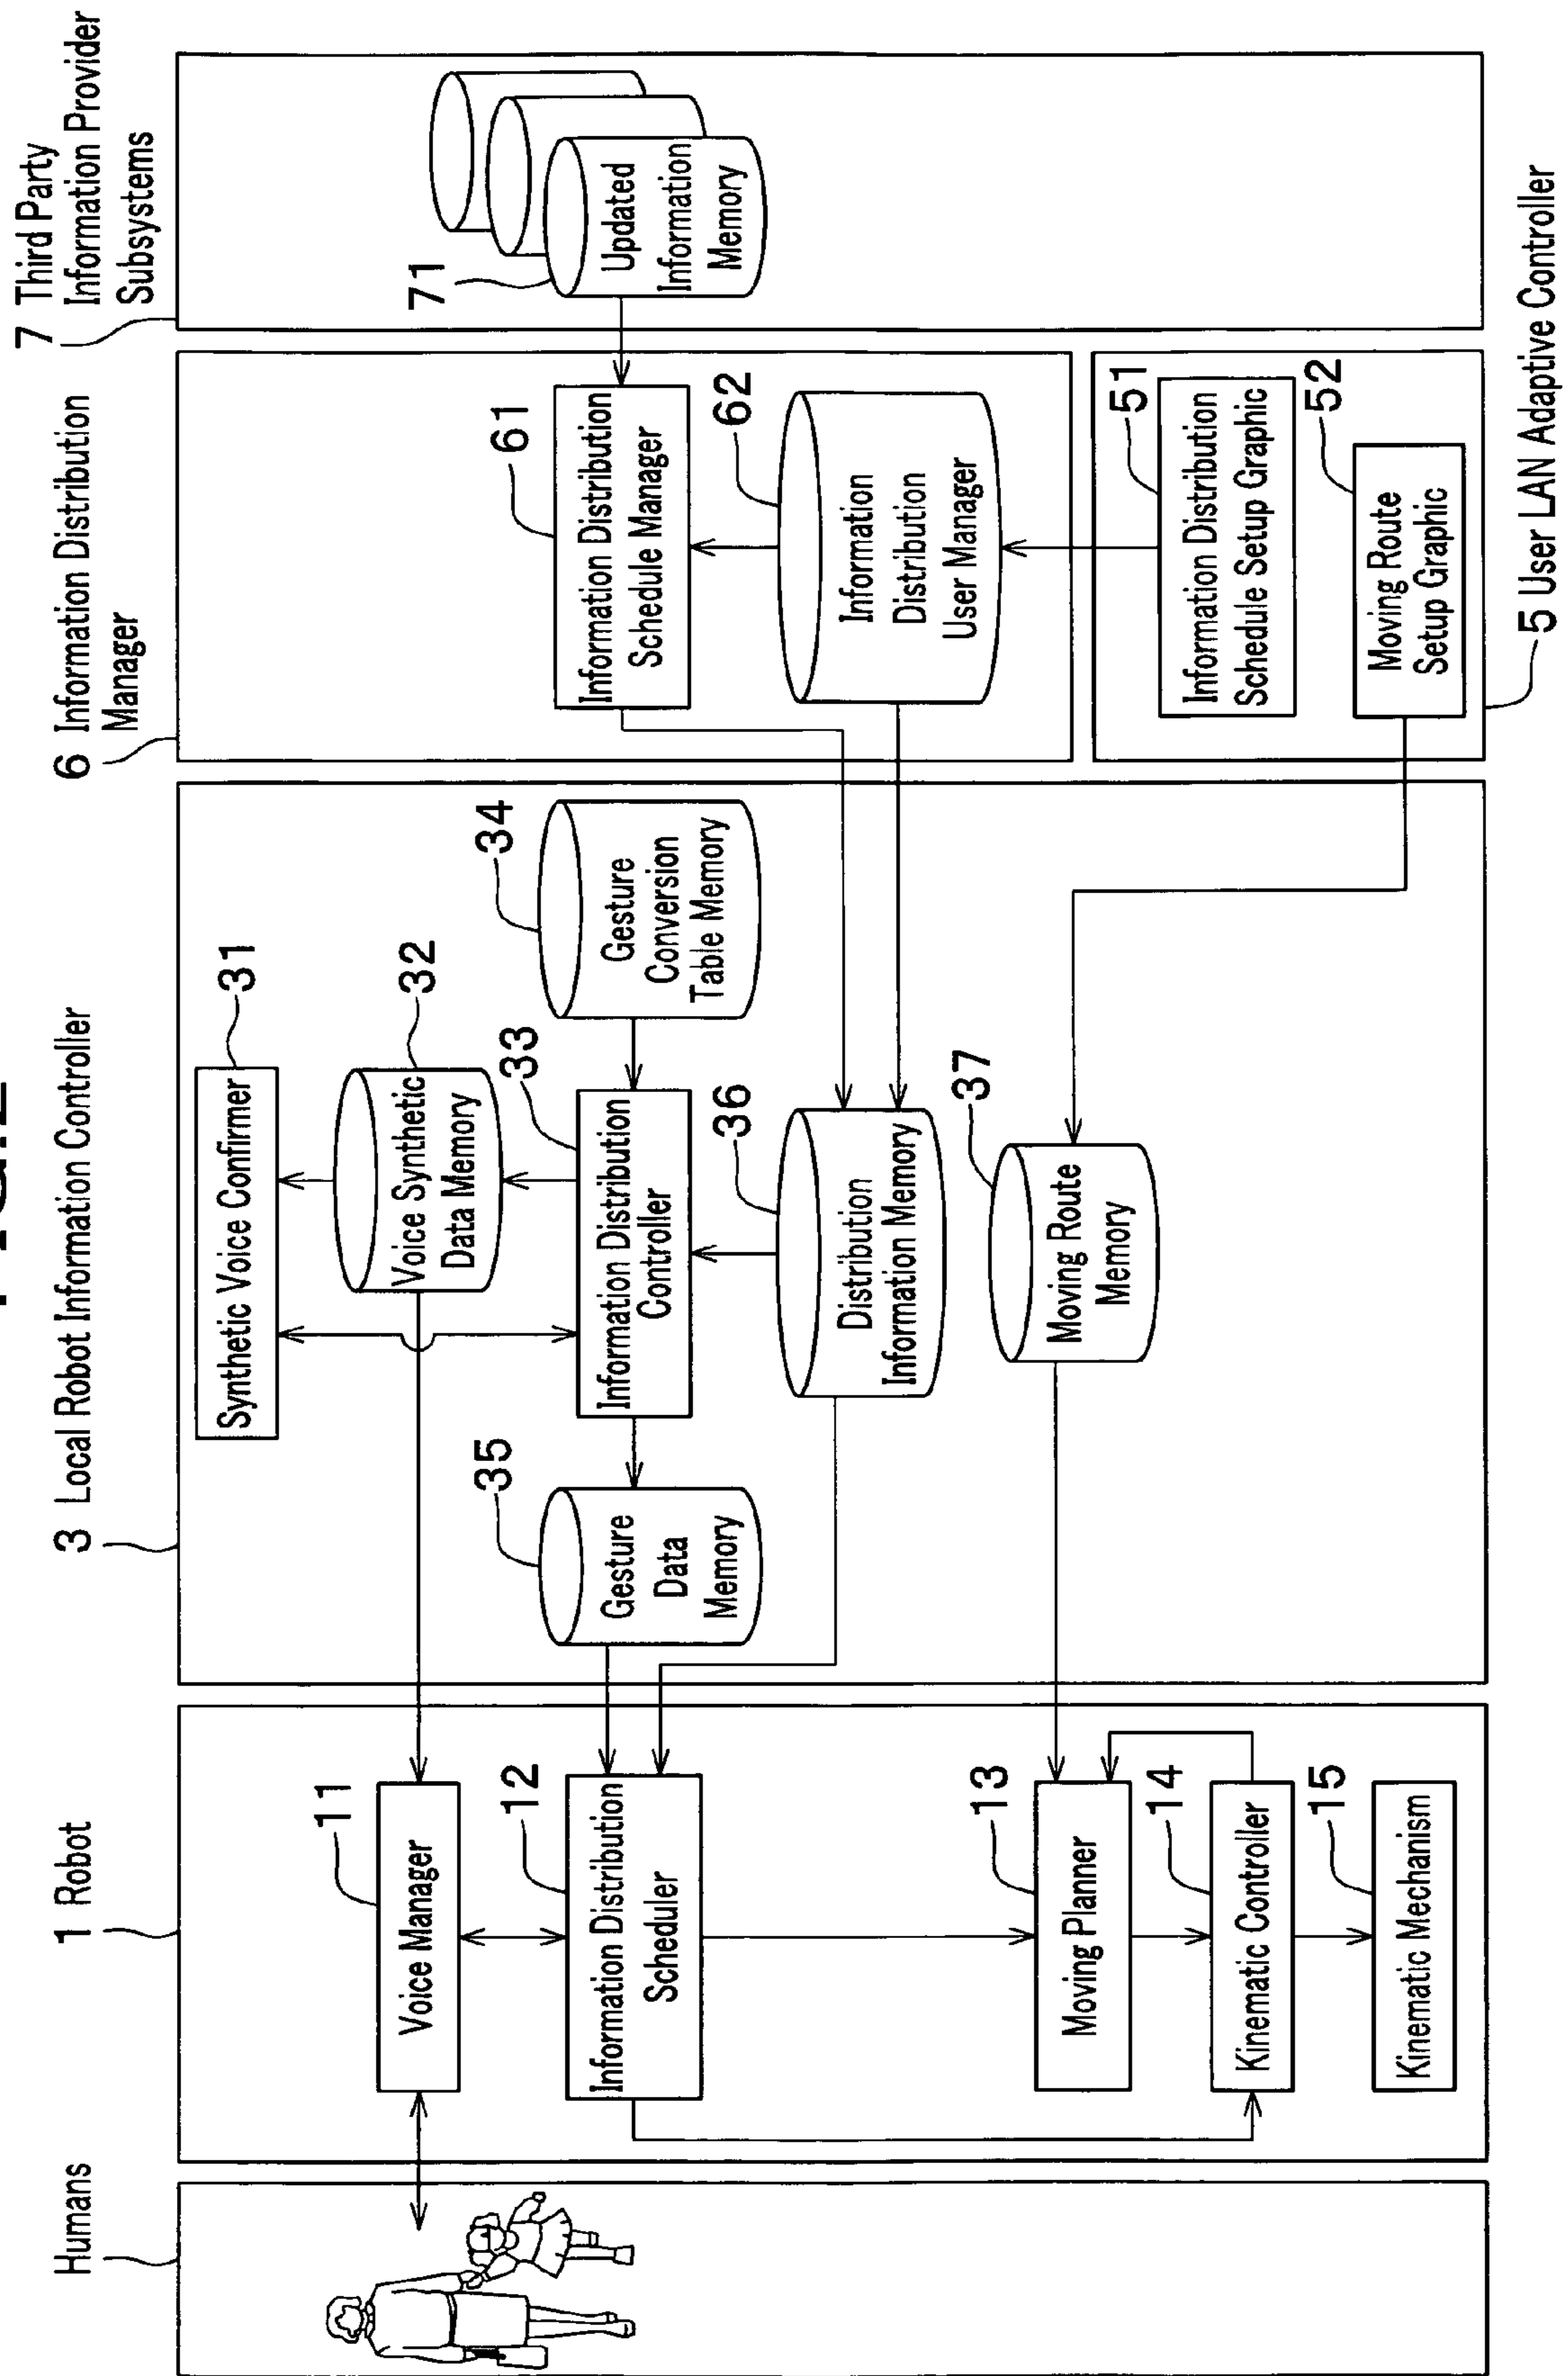 Humans
1 Robot
3 Local Robot Information Controller
6 Information Distribution
Manager
7 Third Party
Information Provider
Subsystems
11
Voice Manager
12
Information Distribution
Scheduler
13
Moving Planner
14
Kinematic Controller
15
Kinematic Mechanism
31
Synthetic Voice Confirmer
32
Voice Synthetic
Data Memory
33
Information Distribution
Controller
34
Gesture
Conversion
Table Memory
35
Gesture
Data
Memory
36
Distribution
Information Memory
37
Moving Route
Memory
61
Information Distribution
Schedule Manager
62
Information
Distribution
User Manager
51
Information Distribution
Schedule Setup Graphic
52
Moving Route
Setup Graphic
5 User LAN Adaptive Controller
71
Updated
Information
Memory